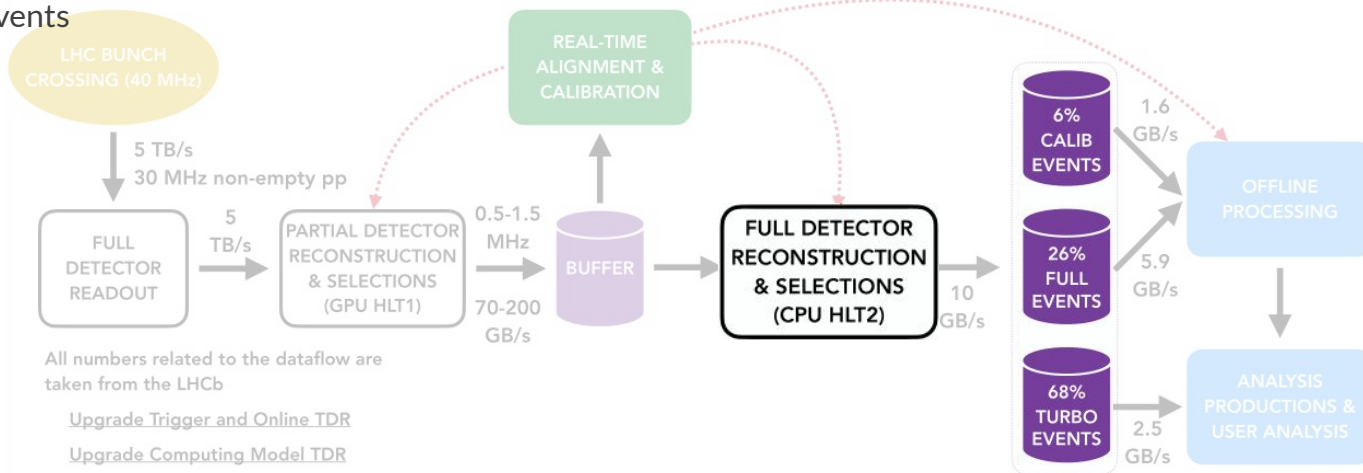 vents
LHC BUNCH
CROSSING (40 MHz)
5 TB/s
30 MHz non-empty pp
FULL
DETECTOR
READOUT
5
TB/s
PARTIAL DETECTOR
RECONSTRUCTION
& SELECTIONS
(GPU HLT1)
0.5-1.5
MHz
70-200
GB/s
REAL-TIME
ALIGNMENT &
CALIBRATION
BUFFER
FULL DETECTOR
RECONSTRUCTION
& SELECTIONS
(CPU HLT2)
10
GB/s
6%
CALIB
EVENTS
26%
FULL
EVENTS
68%
TURBO
EVENTS
1.6
GB/s
5.9
GB/s
2.5
GB/s
OFFLINE
PROCESSING
ANALYSIS
PRODUCTIONS &
USER ANALYSIS
All numbers related to the dataflow are
taken from the LHCb
Upgrade Trigger and Online TDR
Upgrade Computing Model TDR